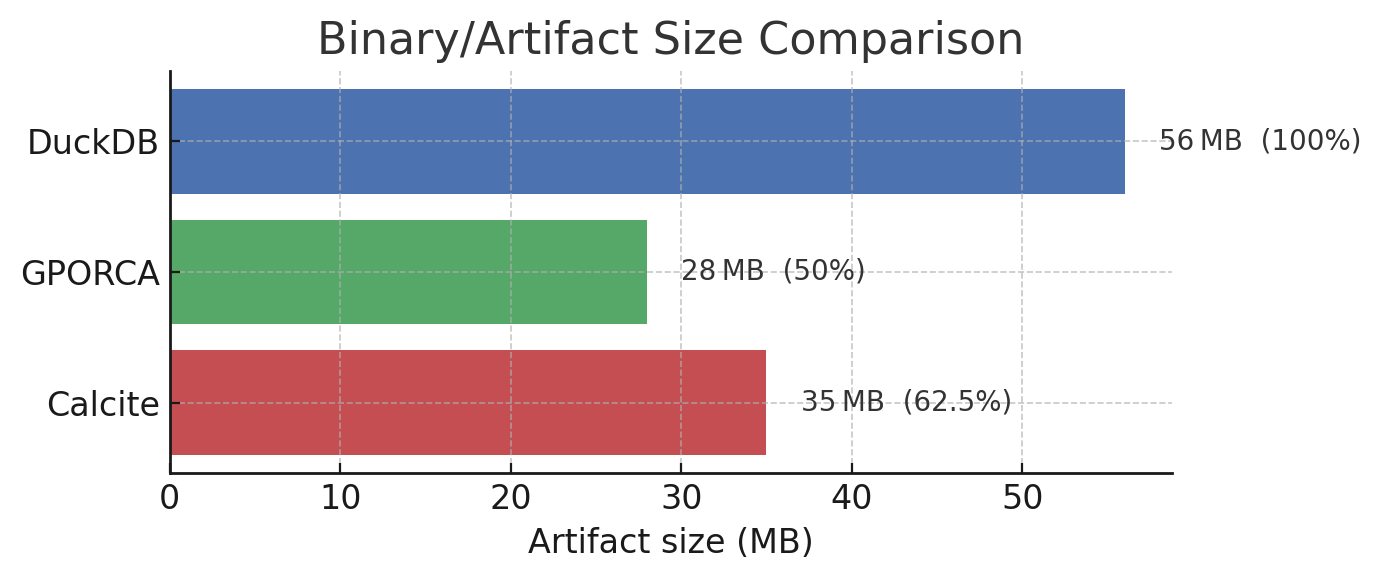 Binary/Artifact Size Comparison
DuckDB
56 MB (100%)
GPORCA
28 MB (50%)
Calcite
35 MB (62.5%)
0 10 20 30 40 50
Artifact size (MB)